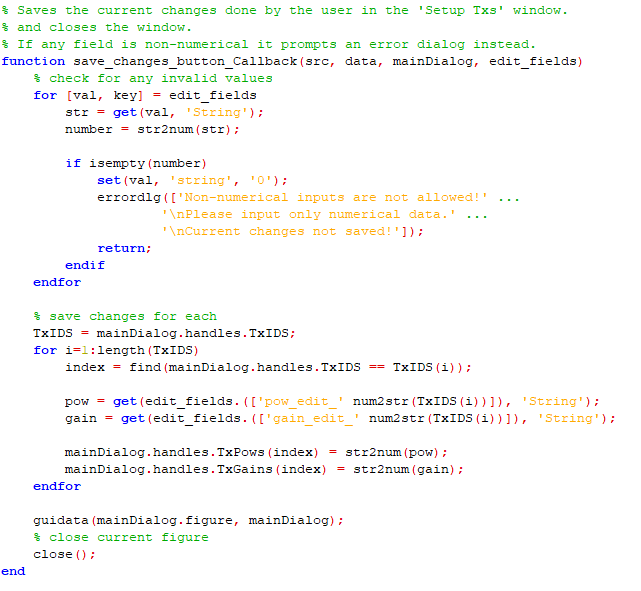 % Saves the current changes done by the user in the 'Setup Txs' window.
% and closes the window.
% If any field is non-numerical it prompts an error dialog instead.
function save_changes_button_Callback(src, data, mainDialog, edit_fields)
    % check for any invalid values
    for [val, key] = edit_fields
        str = get(val, 'String');
        number = str2num(str);

        if isempty(number)
            set(val, 'string', '0');
            errordlg(['Non-numerical inputs are not allowed!' ...
                    '\nPlease input only numerical data.' ...
                    '\nCurrent changes not saved!']);
            return;
        endif
    endfor

    % save changes for each
    TxIDS = mainDialog.handles.TxIDS;
    for i=1:length(TxIDS)
        index = find(mainDialog.handles.TxIDS == TxIDS(i));

        pow = get(edit_fields.(['pow_edit_' num2str(TxIDS(i))]), 'String');
        gain = get(edit_fields.(['gain_edit_' num2str(TxIDS(i))]), 'String');

        mainDialog.handles.TxPows(index) = str2num(pow);
        mainDialog.handles.TxGains(index) = str2num(gain);
    endfor

    guidata(mainDialog.figure, mainDialog);
    % close current figure
    close();
end